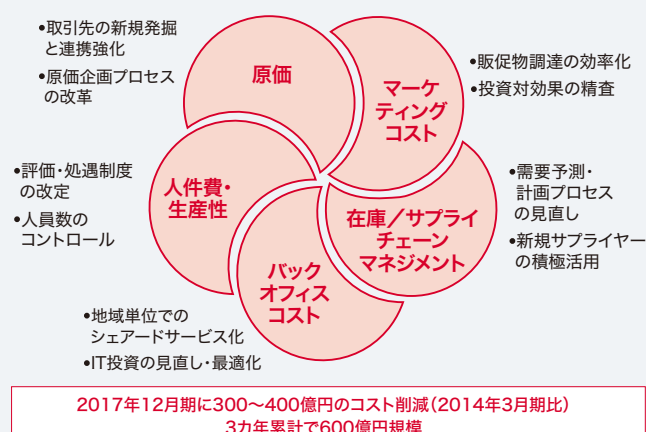 •取引先の新規発掘
と連携強化
•原価企画プロセス
の改革
原価
マーケ
ティング
コスト
•販促物調達の効率化
•投資対効果の精査
•評価・処遇制度
の改定
•人員数の
コントロール
人件費・
生産性
在庫／サプライ
チェーン
マネジメント
•需要予測・
計画プロセス
の見直し
•新規サプライヤー
の積極活用
バック
オフィス
コスト
•地域単位での
シェアードサービス化
•IT投資の見直し・最適化
2017年12月期に300～400億円のコスト削減（2014年3月期比）
3カ年累計で600億円規模